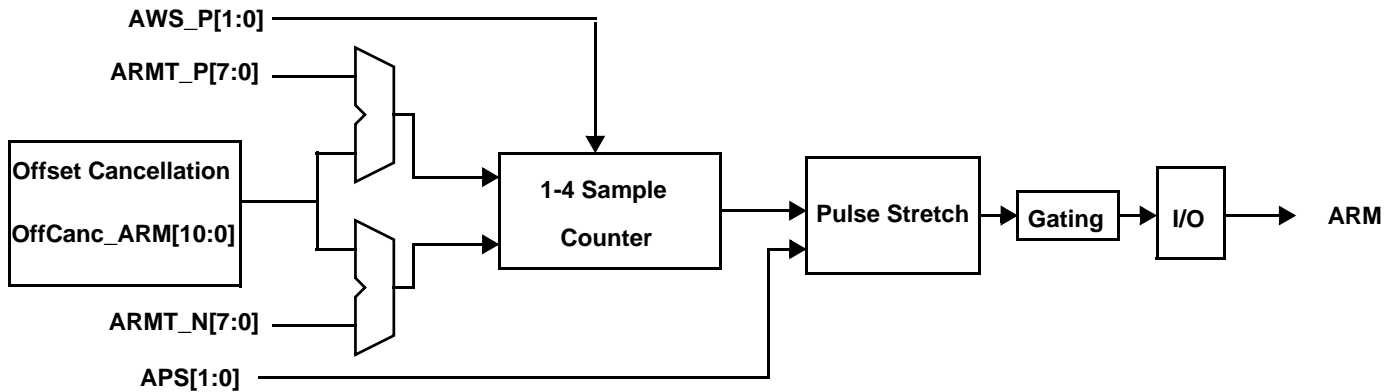 AWS_P[1:0]
ARMT_P[7:0]
Offset Cancellation
OffCanc_ARM[10:0]
ARMT_N[7:0]
APS[1:0]
1-4 Sample
Counter
Pulse Stretch
Gating
I/O
ARM